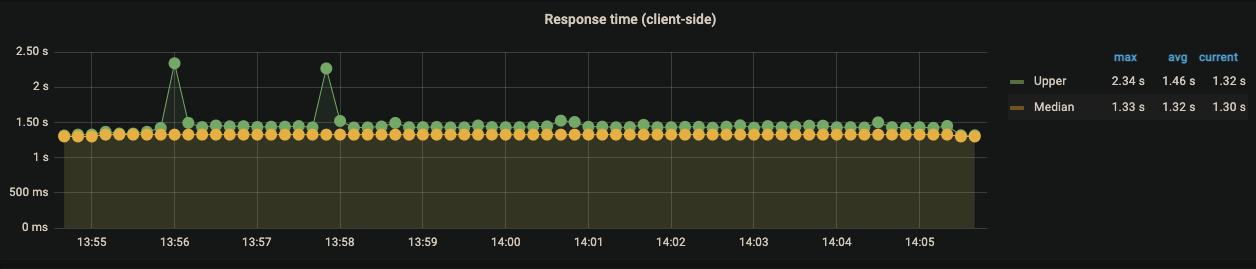 Response time (client-side)
2.50 s
2 s
1.50 s
1 s
500 ms
0 ms
13:55 13:56 13:57 13:58 13:59 14:00 14:01 14:02 14:03 14:04 14:05
max avg current
Upper 2.34 s 1.46 s 1.32 s
Median 1.33 s 1.32 s 1.30 s